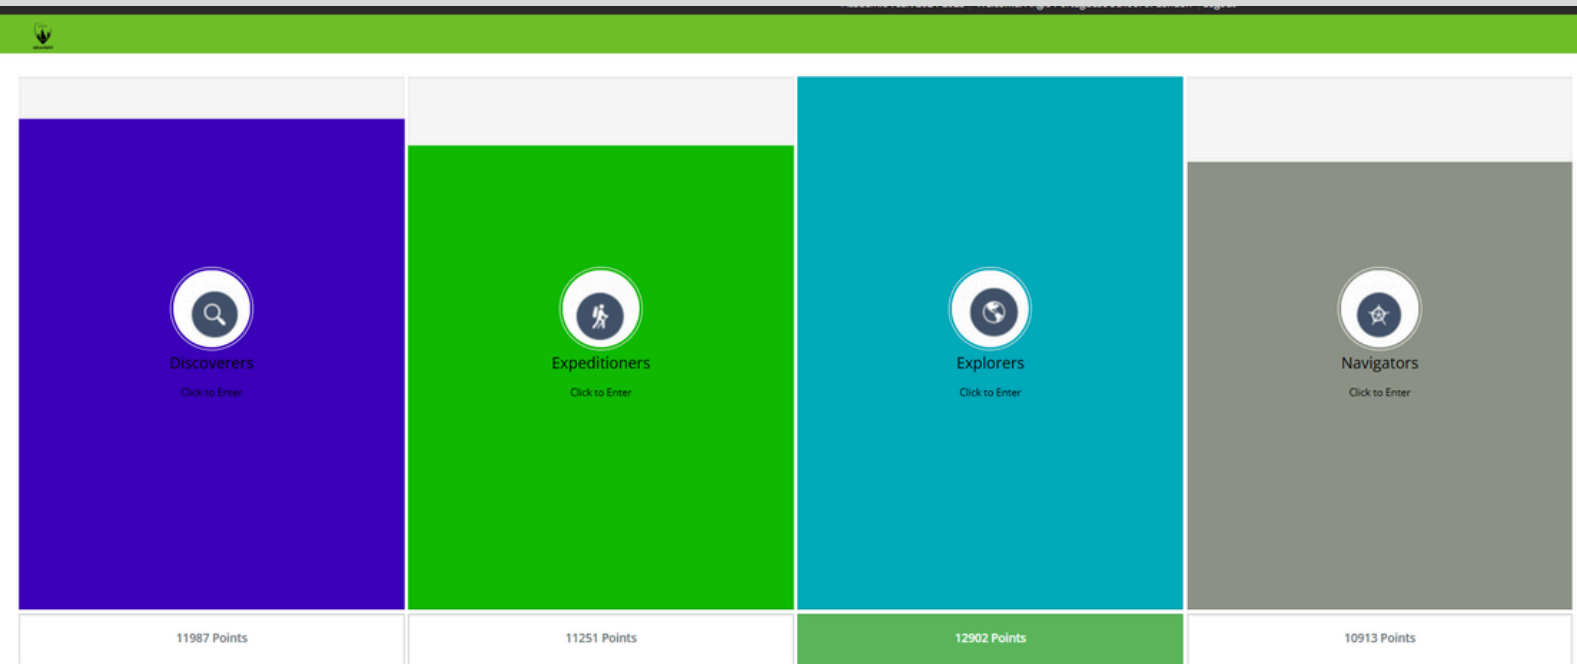 Discoverers
Click to Enter
Expeditioners
Click to Enter
Explorers
Click to Enter
Navigators
Click to Enter
11987 Points
11251 Points
12902 Points
10913 Points